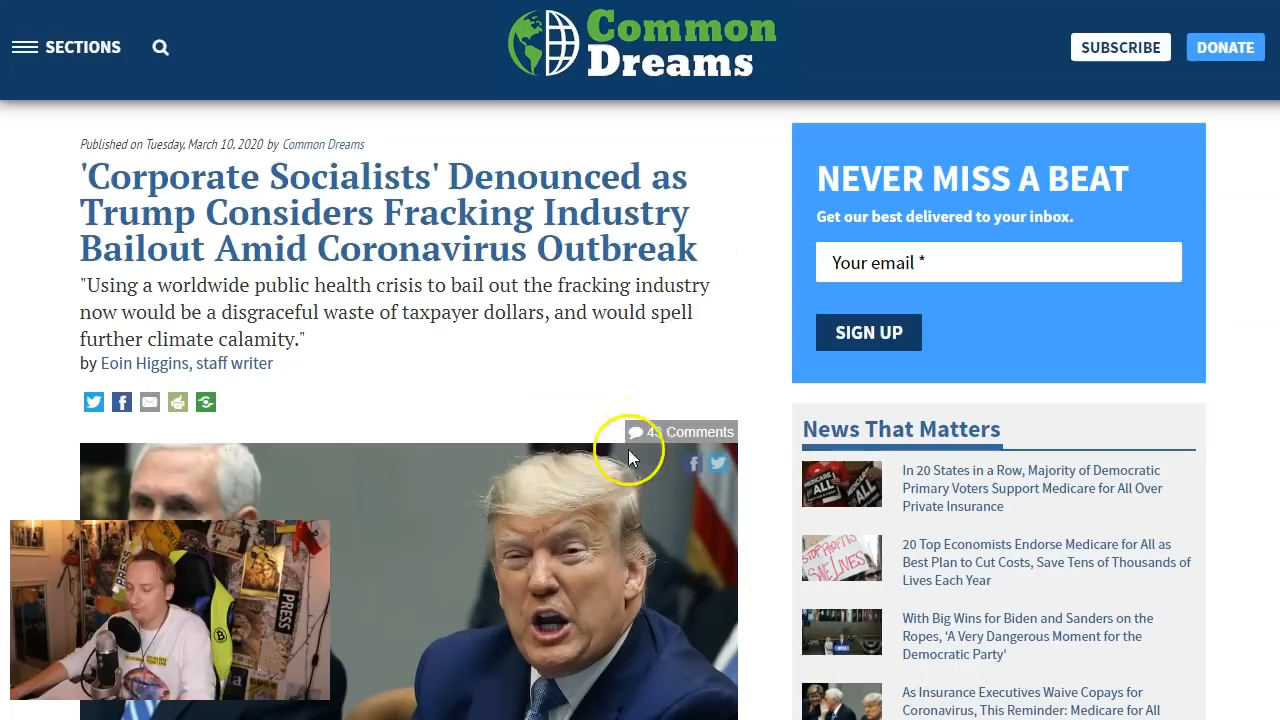 SECTIONS
Common
Dreams
SUBSCRIBE
DONATE
Published on Tuesday, March 10, 2020 by Common Dreams
'Corporate Socialists' Denounced as
Trump Considers Fracking Industry
Bailout Amid Coronavirus Outbreak
"Using a worldwide public health crisis to bail out the fracking industry
now would be a disgraceful waste of taxpayer dollars, and would spell
further climate calamity."
by Eoin Higgins, staff writer
Comments
NEVER MISS A BEAT
Get our best delivered to your inbox.
Your email *
SIGN UP
News That Matters
In 20 States in a Row, Majority of Democratic
Primary Voters Support Medicare for All Over
Private Insurance
20 Top Economists Endorse Medicare for All as
Best Plan to Cut Costs, Save Tens of Thousands of
Lives Each Year
With Big Wins for Biden and Sanders on the
Ropes, 'A Very Dangerous Moment for the
Democratic Party'
As Insurance Executives Waive Copays for
Coronavirus, This Reminder: Medicare for All
PRESS
PRESS